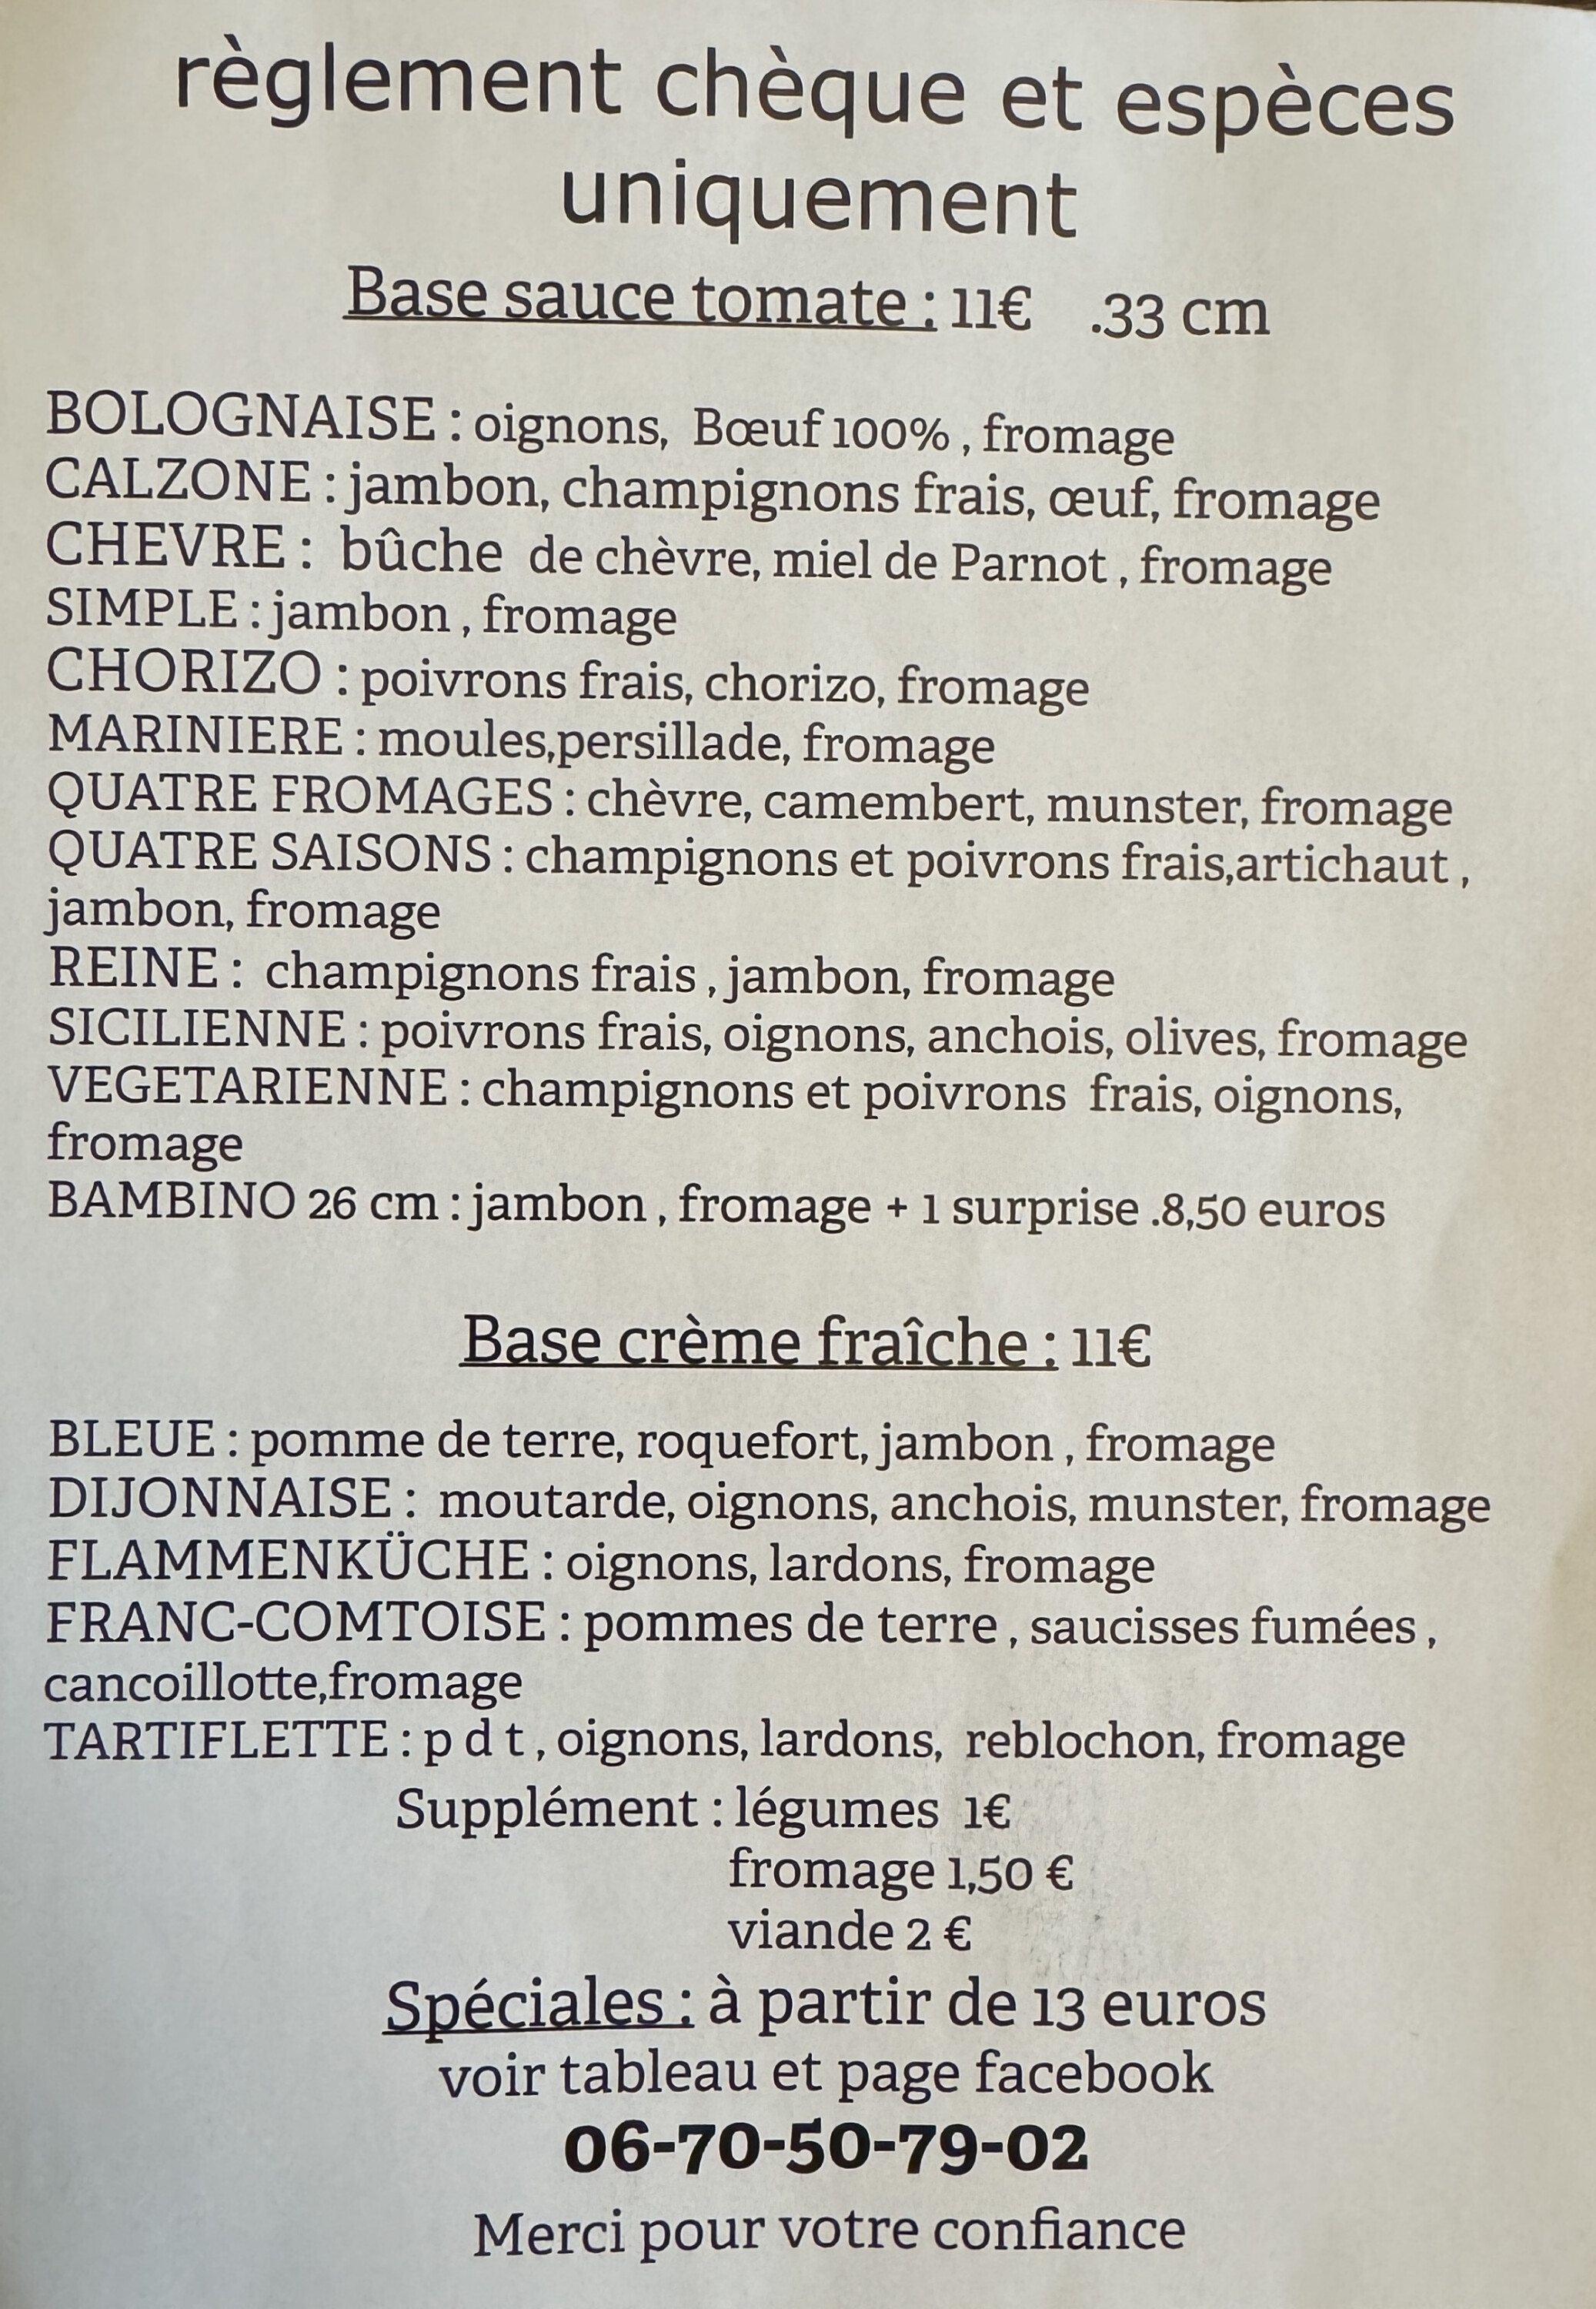 règlement chèque et espèces
uniquement
Base sauce tomate : 11€ .33 cm
BOLOGNAISE : oignons, Bœuf 100% , fromage
CALZONE : jambon, champignons frais, œuf, fromage
CHEVRE : bûche de chèvre, miel de Parnot , fromage
SIMPLE : jambon , fromage
CHORIZO : poivrons frais, chorizo, fromage
MARINIERE : moules,persillade, fromage
QUATRE FROMAGES : chèvre, camembert, munster, fromage
QUATRE SAISONS : champignons et poivrons frais,artichaut ,
jambon, fromage
REINE : champignons frais , jambon, fromage
SICILIENNE : poivrons frais, oignons, anchois, olives, fromage
VEGETARIENNE : champignons et poivrons frais, oignons,
fromage
BAMBINO 26 cm : jambon , fromage + 1 surprise .8,50 euros
Base crème fraîche : 11€
BLEUE : pomme de terre, roquefort, jambon , fromage
DIJONNAISE : moutarde, oignons, anchois, munster, fromage
FLAMMENKÜCHE : oignons, lardons, fromage
FRANC-COMTOISE : pommes de terre , saucisses fumées ,
cancoillotte,fromage
TARTIFLETTE : p d t , oignons, lardons, reblochon, fromage
Supplément : légumes 1€
fromage 1,50 €
viande 2 €
Spéciales : à partir de 13 euros
voir tableau et page facebook
06-70-50-79-02
Merci pour votre confiance